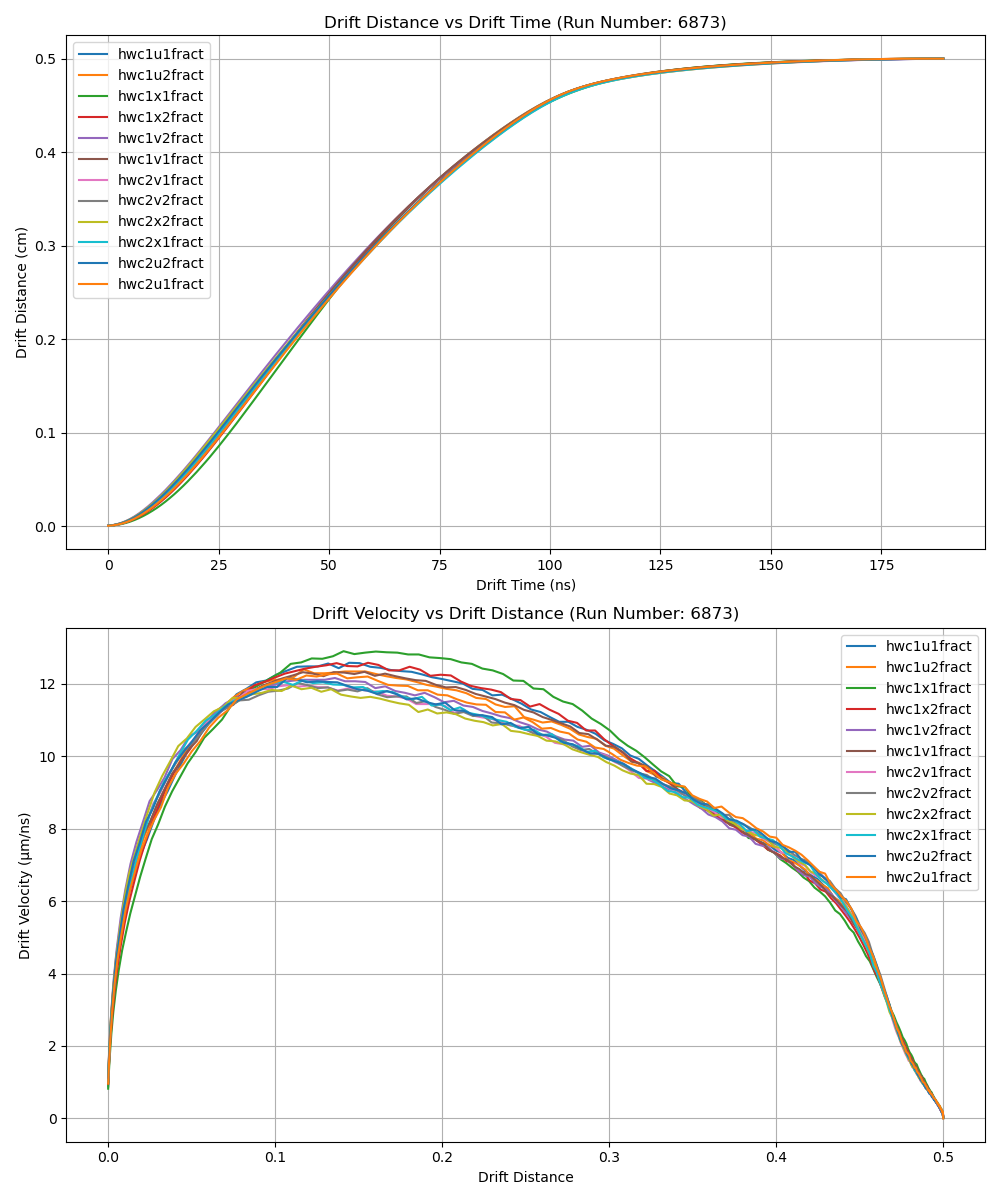 Drift Distance vs Drift Time (Run Number: 6873)
0.5
0.4
0.3
0.2
0.1
0.0
Drift Distance (cm)
hwc1u1fract
hwc1u2fract
hwc1x1fract
hwc1x2fract
hwc1v2fract
hwc1v1fract
hwc2v1fract
hwc2v2fract
hwc2x2fract
hwc2x1fract
hwc2u2fract
hwc2u1fract
0 25 50 75 100 125 150 175
Drift Time (ns)
Drift Velocity vs Drift Distance (Run Number: 6873)
12
10
8
6
4
2
0
Drift Velocity (μm/ns)
hwc1u1fract
hwc1u2fract
hwc1x1fract
hwc1x2fract
hwc1v2fract
hwc1v1fract
hwc2v1fract
hwc2v2fract
hwc2x2fract
hwc2x1fract
hwc2u2fract
hwc2u1fract
0.0 0.1 0.2 0.3 0.4 0.5
Drift Distance